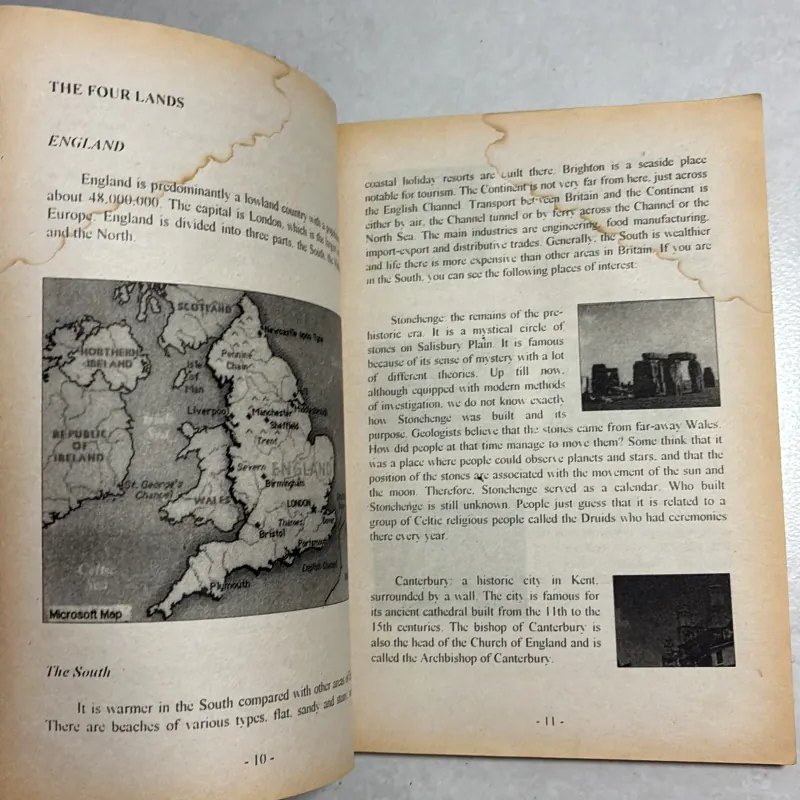 THE FOUR LANDS
ENGLAND
England is predominantly a lowland country with a
about 48,000,000. The capital is London, which is the largest
Europe. England is divided into three parts, the South, the
and the North.
SCOTLAND
Newcastle upon Tyne
NORTHERN
IRELAND
Pennine
Chain
Isle of
Man
Liverpool
Manchester
Sheffield
REPUBLIC
OF
IRELAND
Trent
St. George's
Channel
Severn
ENGLAND
Birmingham
WALES
LONDON
Thames
Bristol
Portsmouth
Celtic
Sea
Plymouth
English
Microsoft Map
The South
It is warmer in the South compared with other areas of
There are beaches of various types, flat, sandy and
- 10 -
coastal holiday resorts are built there. Brighton is a seaside place
notable for tourism. The Continent is not very far from here, just across
the English Channel. Transport between Britain and the Continent is
either by air, the Channel tunnel or by ferry across the Channel or the
North Sea. The main industries are engineering, food manufacturing,
import-export and distributive trades. Generally, the South is wealthier
and life there is more expensive than other areas in Britain. If you are
in the South, you can see the following places of interest:
Stonehenge: the remains of the pre-
historic era. It is a mystical circle of
stones on Salisbury Plain. It is famous
because of its sense of mystery with a lot
of different theories. Up till now,
although equipped with modern methods
of investigation, we do not know exactly
how Stonehenge was built and its
purpose. Geologists believe that the stones came from far-away Wales.
How did people at that time manage to move them? Some think that it
was a place where people could observe planets and stars, and that the
position of the stones are associated with the movement of the sun and
the moon. Therefore, Stonehenge served as a calendar. Who built
Stonehenge is still unknown. People just guess that it is related to a
group of Celtic religious people called the Druids who had ceremonies
there every year.
Canterbury: a historic city in Kent,
surrounded by a wall. The city is famous for
its ancient cathedral built from the 11th to the
15th centuries. The bishop of Canterbury is
also the head of the Church of England and is
called the Archbishop of Canterbury.
- 11 -